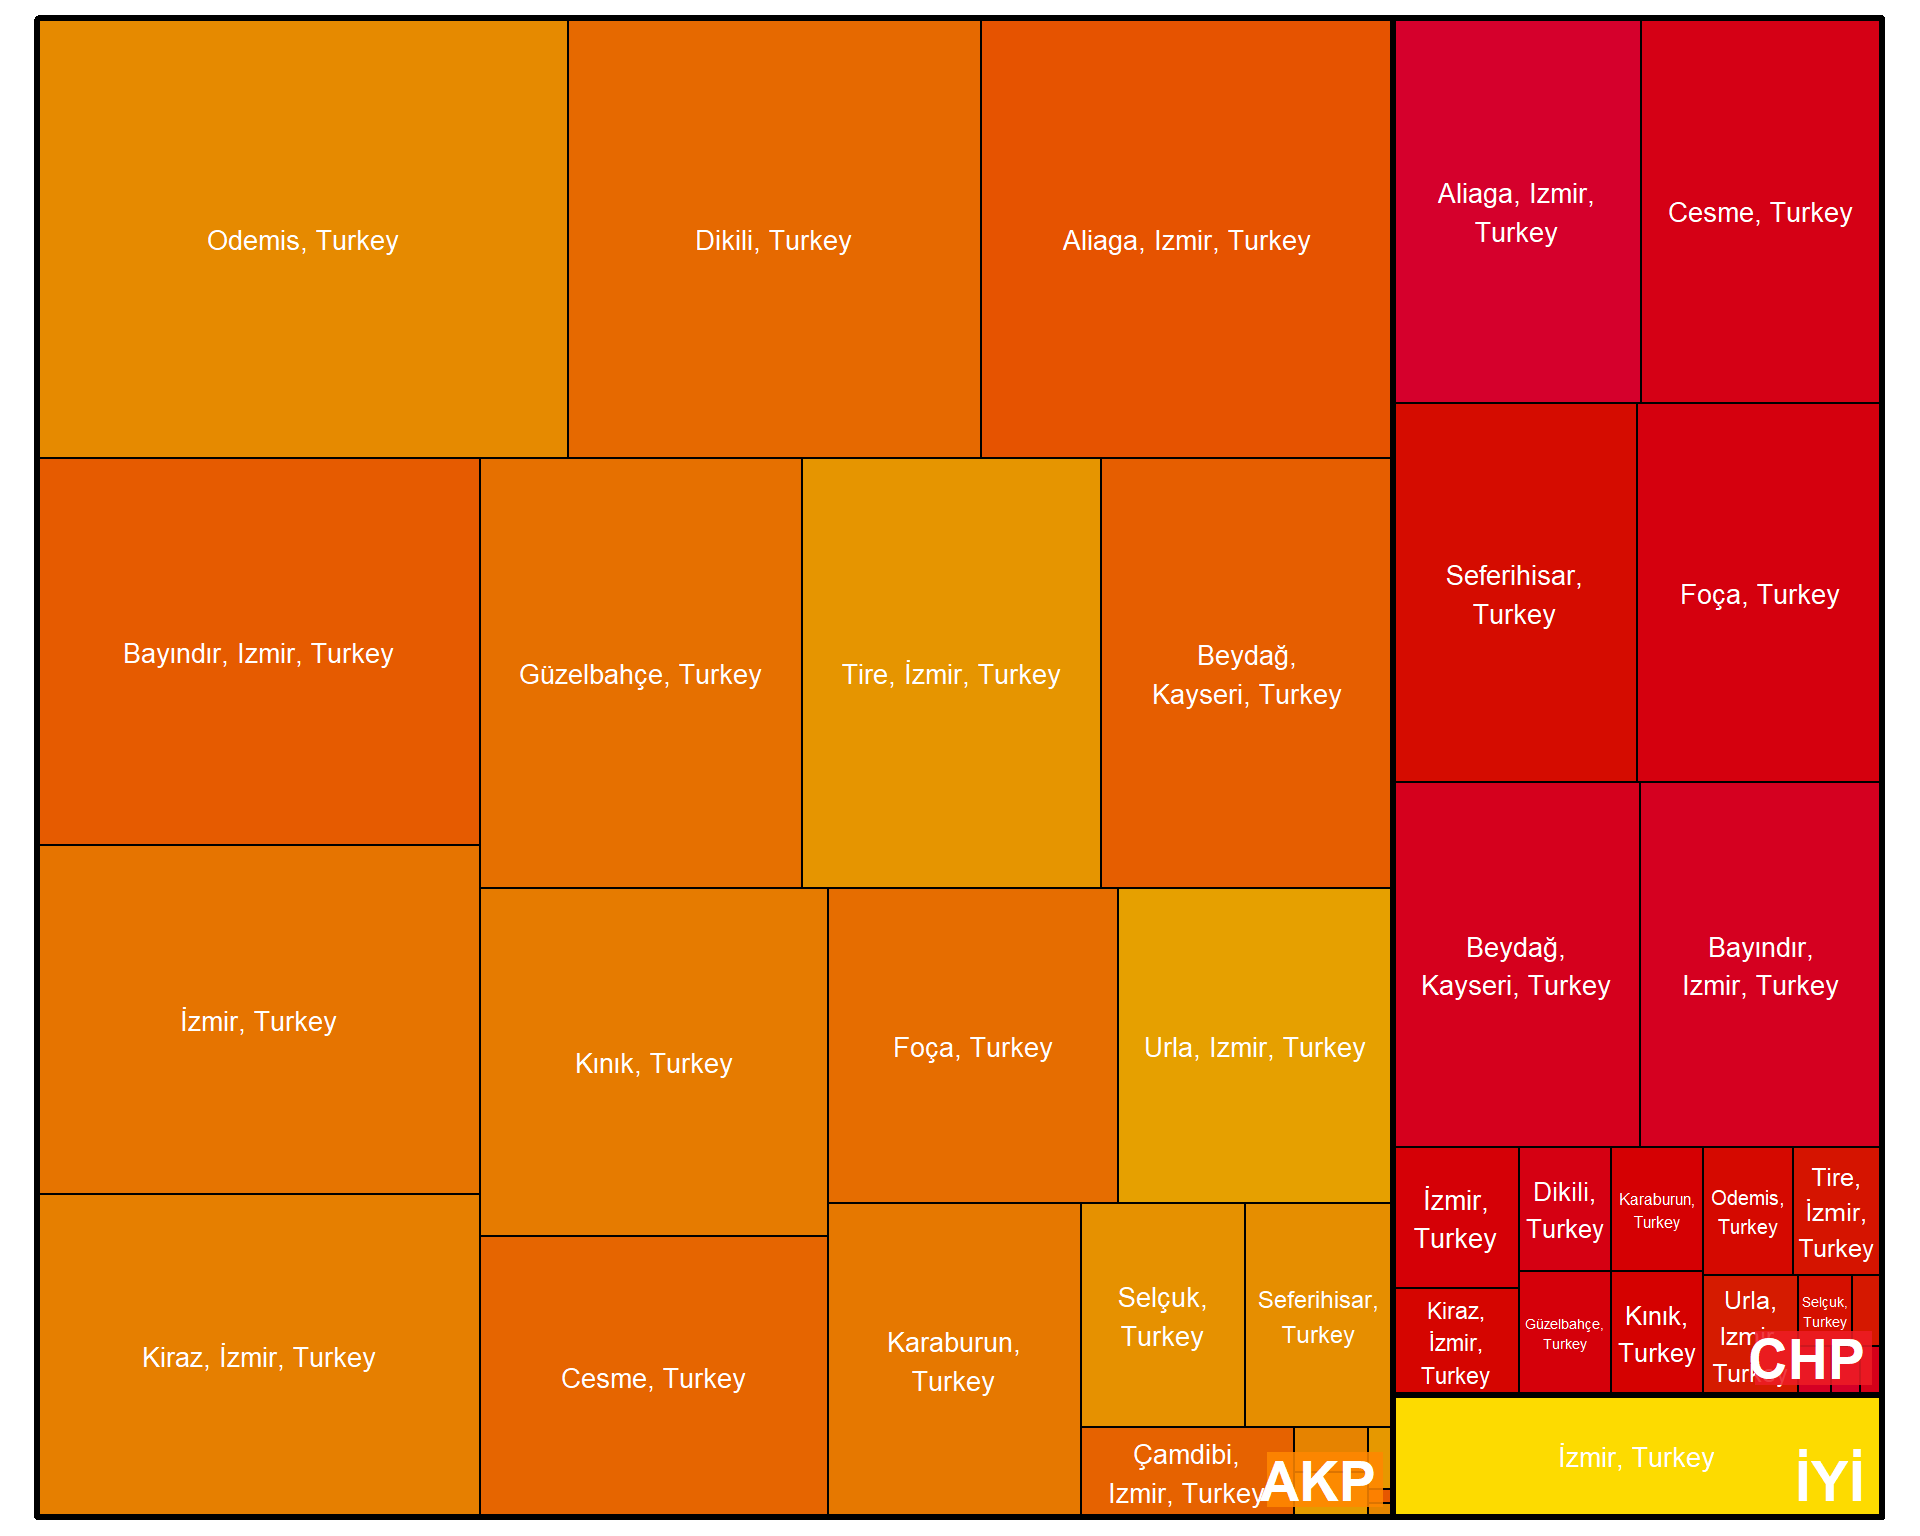 Odemis, Turkey
Dikili, Turkey
Aliaga, Izmir, Turkey
Bayındır, Izmir, Turkey
Güzelbahçe, Turkey
Tire, İzmir, Turkey
Beydağ,
Kayseri, Turkey
İzmir, Turkey
Kınık, Turkey
Foça, Turkey
Urla, Izmir, Turkey
Kiraz, İzmir, Turkey
Cesme, Turkey
Karaburun,
Turkey
Selçuk,
Turkey
Seferihisar,
Turkey
Çamdibi,
Izmir, Turkey
AKP
Aliaga, Izmir,
Turkey
Cesme, Turkey
Seferihisar,
Turkey
Foça, Turkey
Beydağ,
Kayseri, Turkey
Bayındır,
Izmir, Turkey
İzmir,
Turkey
Dikili,
Turkey
Karaburun,
Turkey
Odemis,
Turkey
Tire,
İzmir,
Turkey
Kiraz,
İzmir,
Turkey
Güzelbahçe,
Turkey
Kınık,
Turkey
Urla,
Izmir,
Turkey
Selçuk,
Turkey
CHP
İzmir, Turkey
İYİ